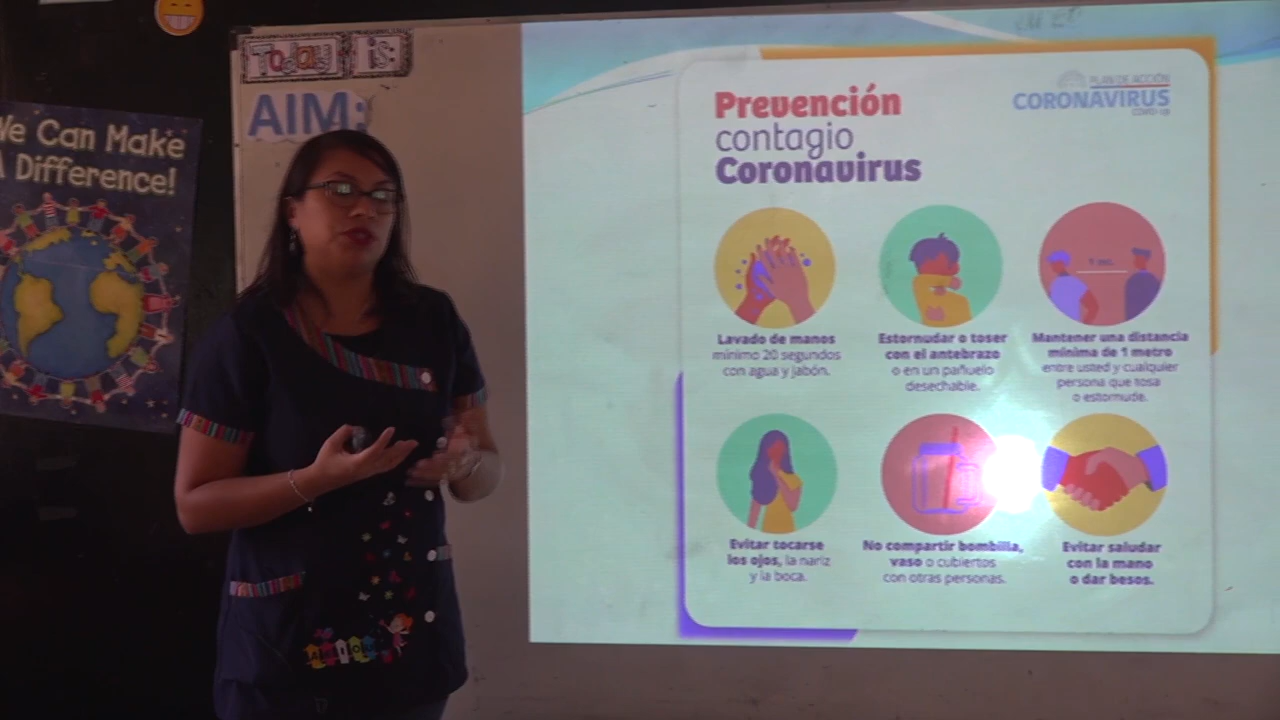 Today is:
AIM:
We Can Make
A Difference!
Prevención
contagio
Coronavirus
PLAN DE ACCIÓN
CORONAVIRUS
COVID-19
Lavado de manos
mínimo 20 segundos
con agua y jabón.
Estornudar o toser
con el antebrazo
o en un pañuelo
desechable.
Mantener una distancia
mínima de 1 metro
entre usted y cualquier
persona que tosa
o estornude.
Evitar tocarse
los ojos, la nariz
y la boca.
No compartir bombilla,
vaso o cubiertos
con otras personas.
Evitar saludar
con la mano
o dar besos.